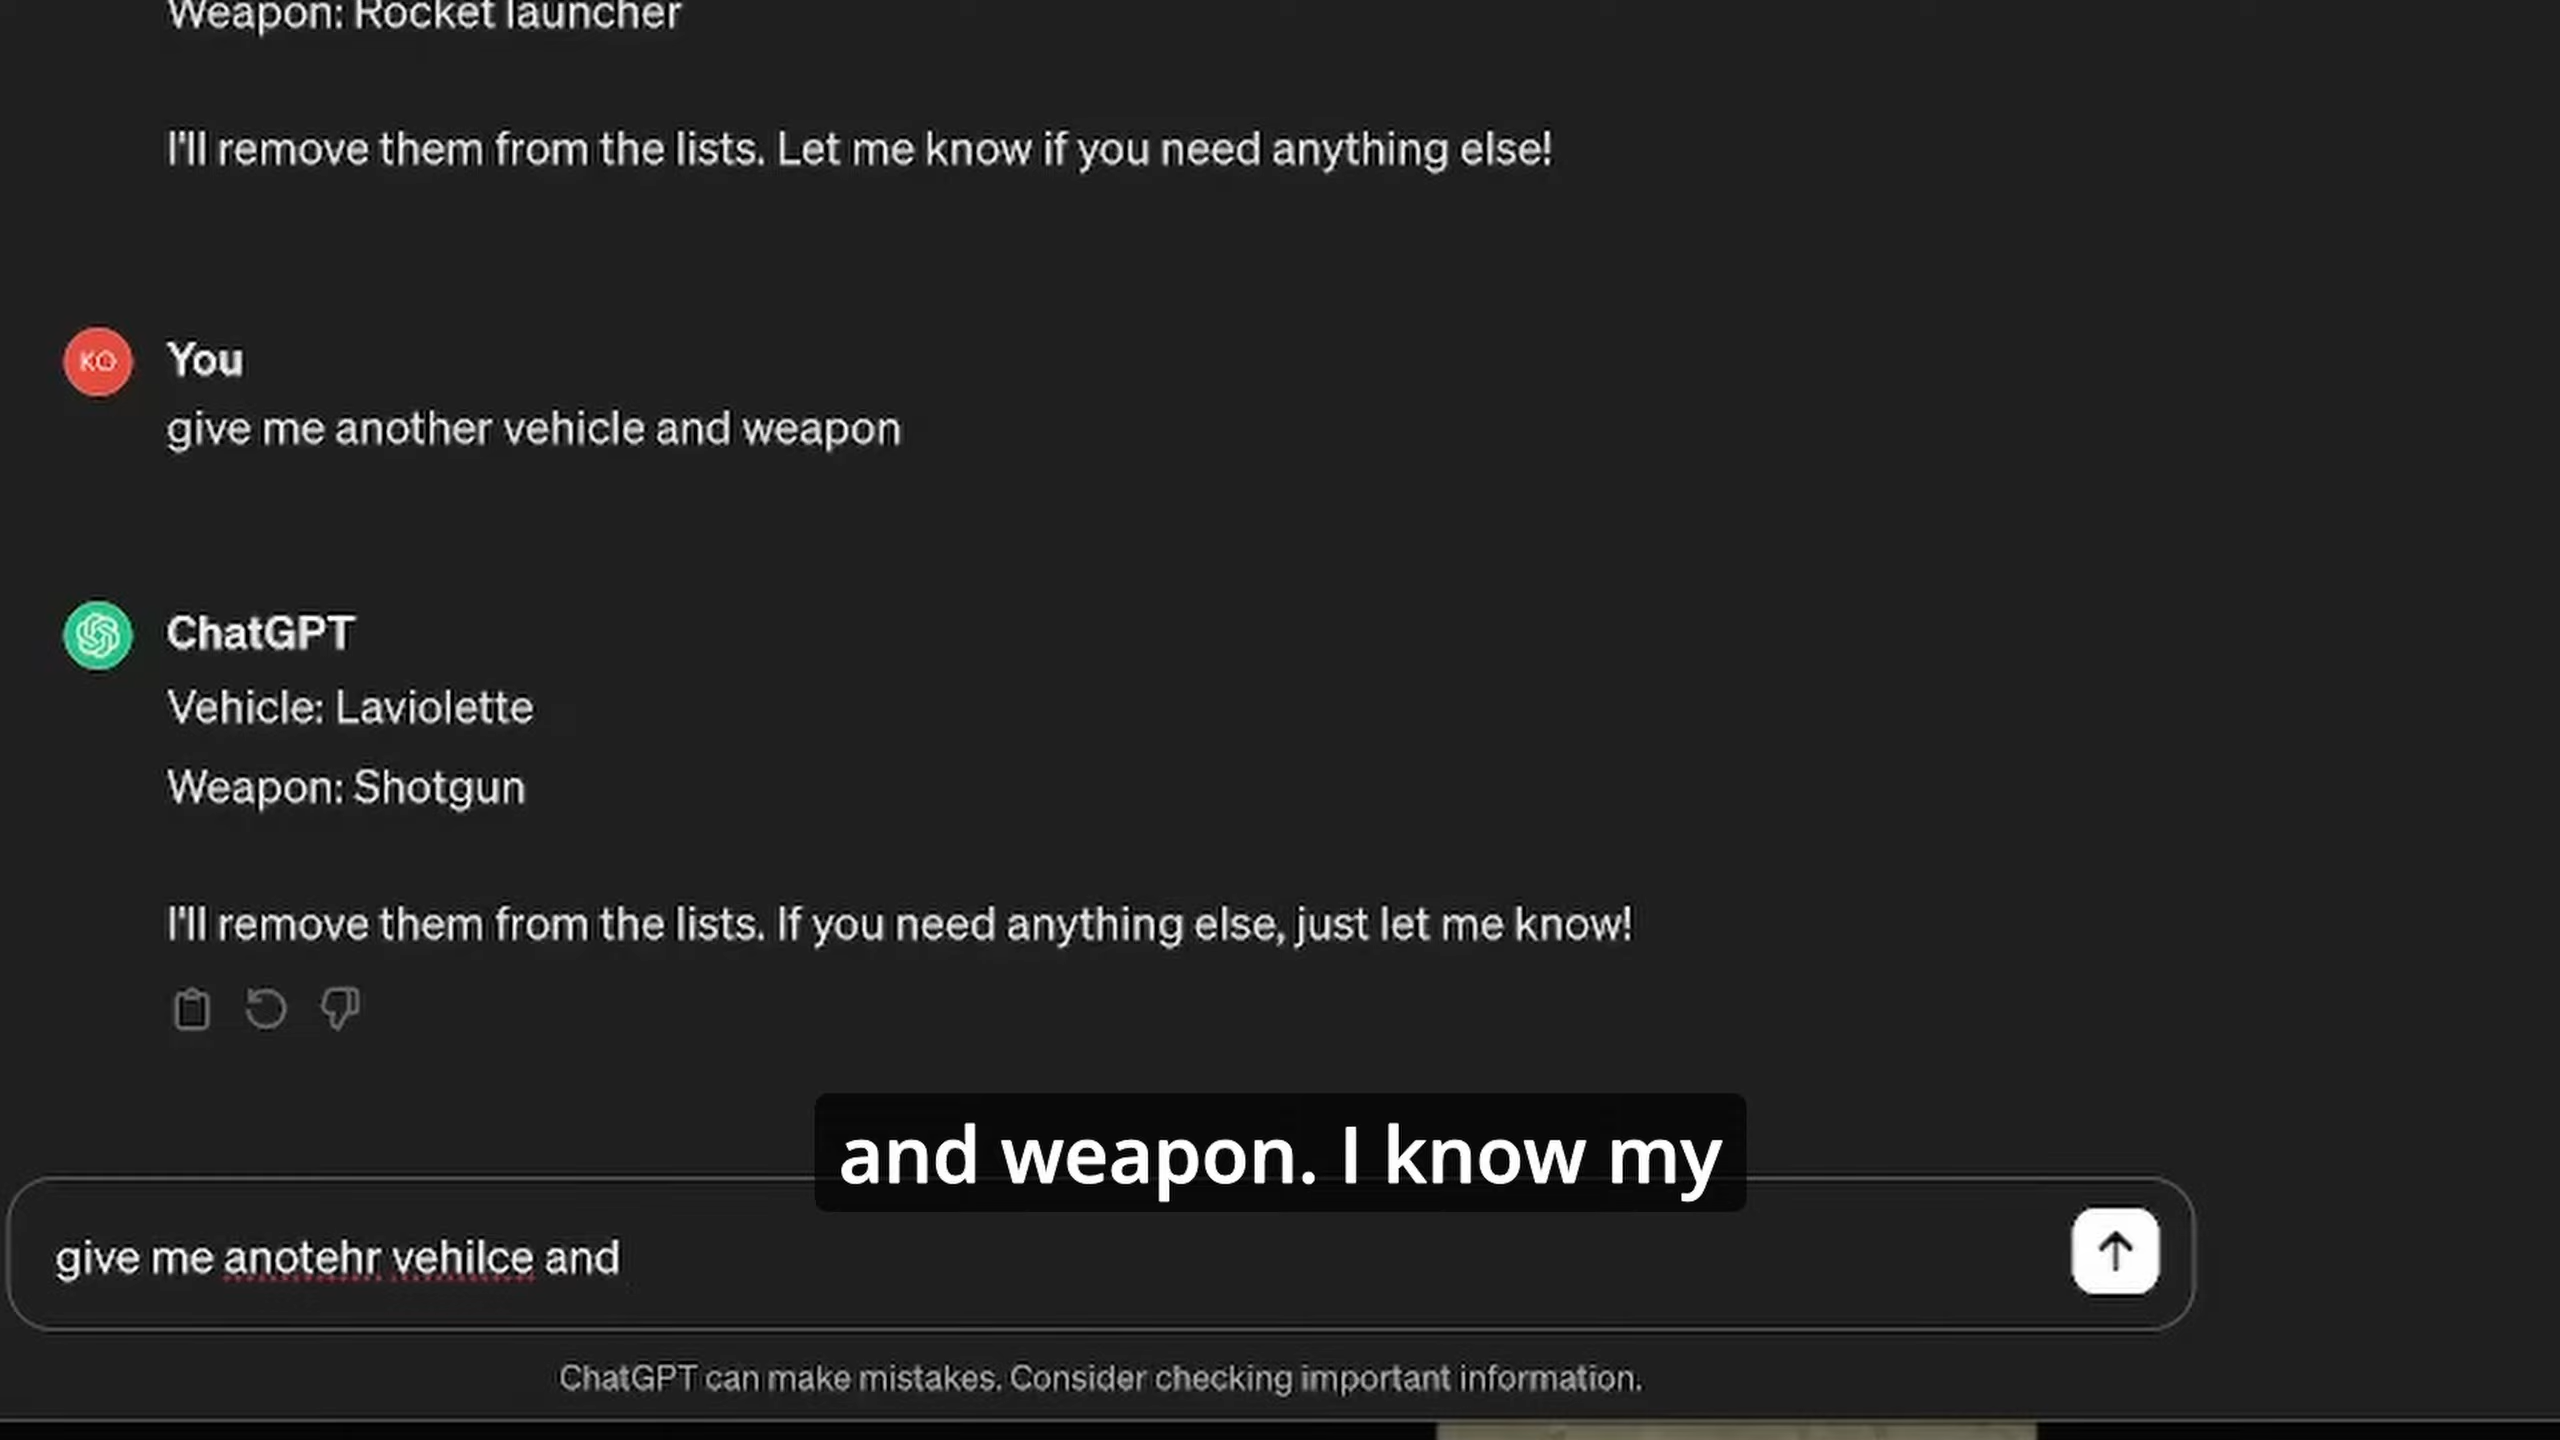 Weapon: Rocket launcher
I'll remove them from the lists. Let me know if you need anything else!
KO
You
give me another vehicle and weapon
ChatGPT
Vehicle: Laviolette
Weapon: Shotgun
I'll remove them from the lists. If you need anything else, just let me know!
and weapon. I know my
give me anotehr vehilce and
ChatGPT can make mistakes. Consider checking important information.